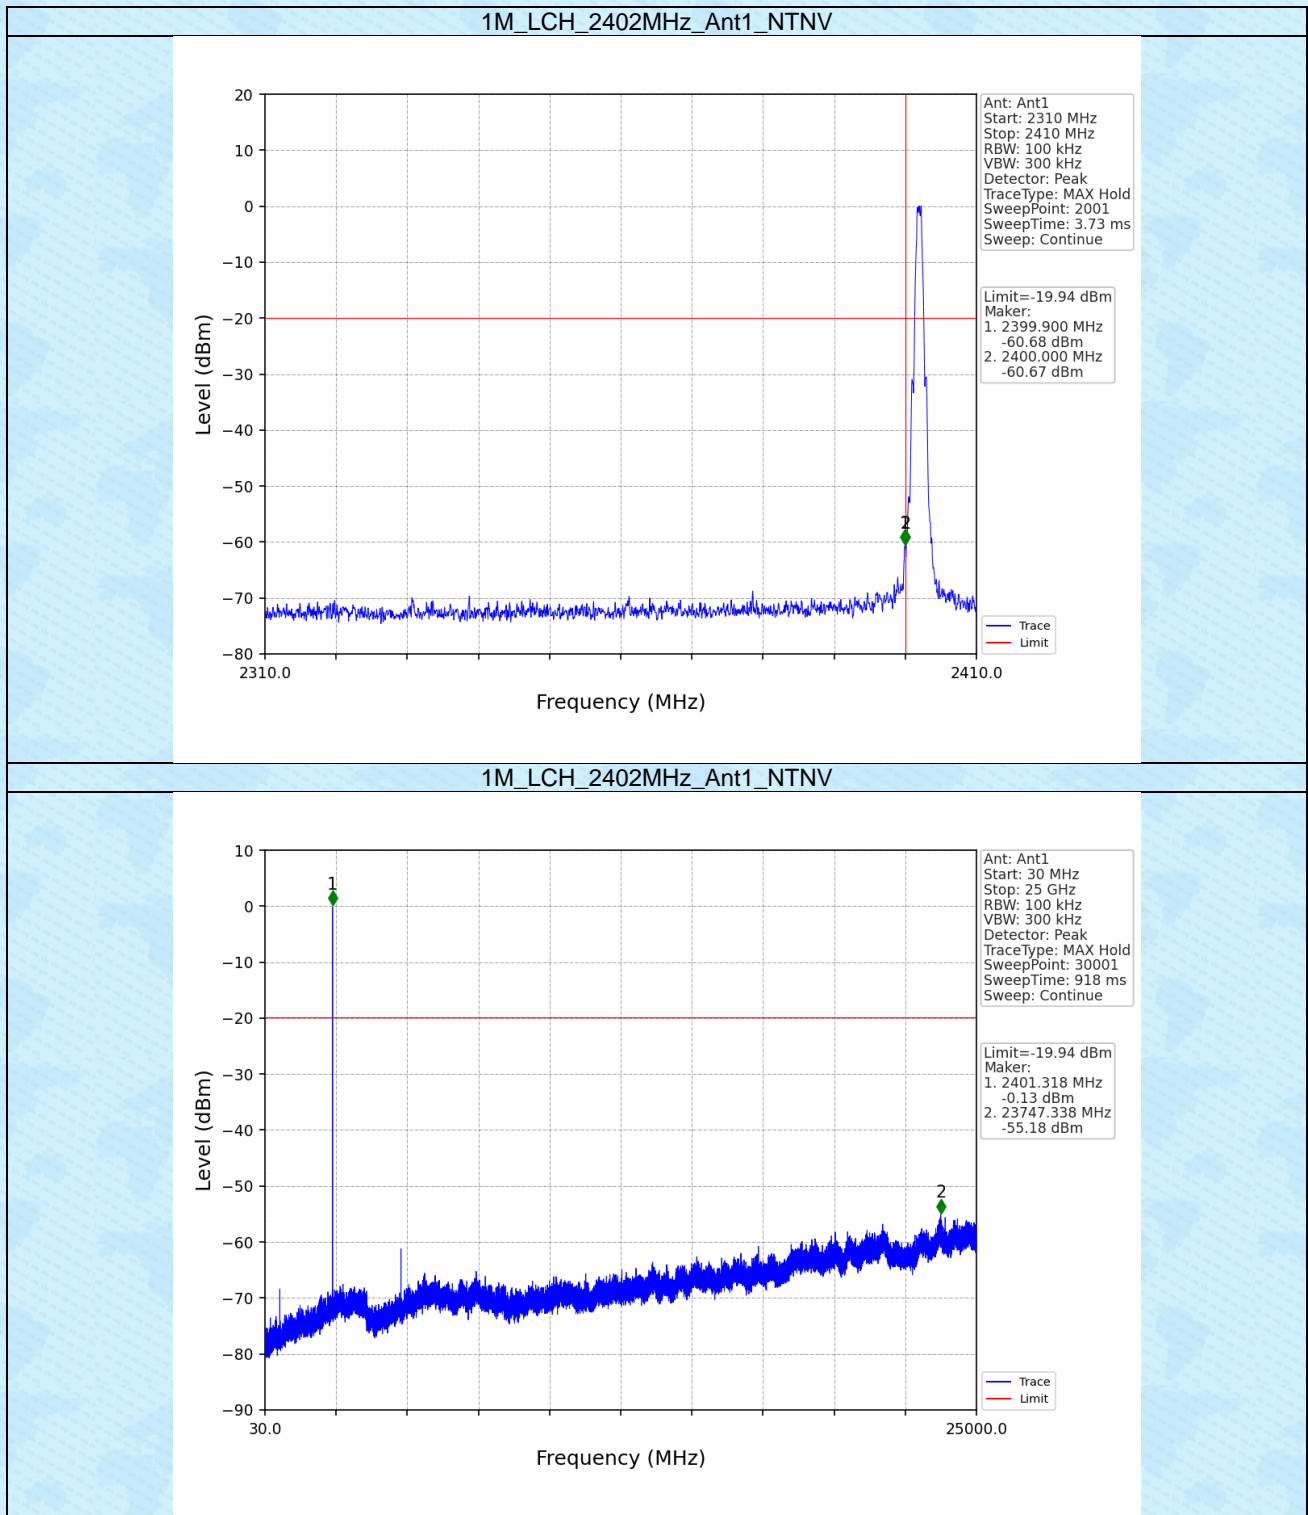 1M_LCH_2402MHz_Ant1_NTNV
20
10
0
−10
−20
−30
−40
−50
−60
−70
−80
Level (dBm)
2
2310.0
2410.0
Frequency (MHz)
Ant: Ant1
Start: 2310 MHz
Stop: 2410 MHz
RBW: 100 kHz
VBW: 300 kHz
Detector: Peak
TraceType: MAX Hold
SweepPoint: 2001
SweepTime: 3.73 ms
Sweep: Continue
Limit=-19.94 dBm
Maker:
1. 2399.900 MHz
-60.68 dBm
2. 2400.000 MHz
-60.67 dBm
Trace
Limit
1M_LCH_2402MHz_Ant1_NTNV
10
0
−10
−20
−30
−40
−50
−60
−70
−80
−90
Level (dBm)
1
2
30.0
25000.0
Frequency (MHz)
Ant: Ant1
Start: 30 MHz
Stop: 25 GHz
RBW: 100 kHz
VBW: 300 kHz
Detector: Peak
TraceType: MAX Hold
SweepPoint: 30001
SweepTime: 918 ms
Sweep: Continue
Limit=-19.94 dBm
Maker:
1. 2401.318 MHz
-0.13 dBm
2. 23747.338 MHz
-55.18 dBm
Trace
Limit